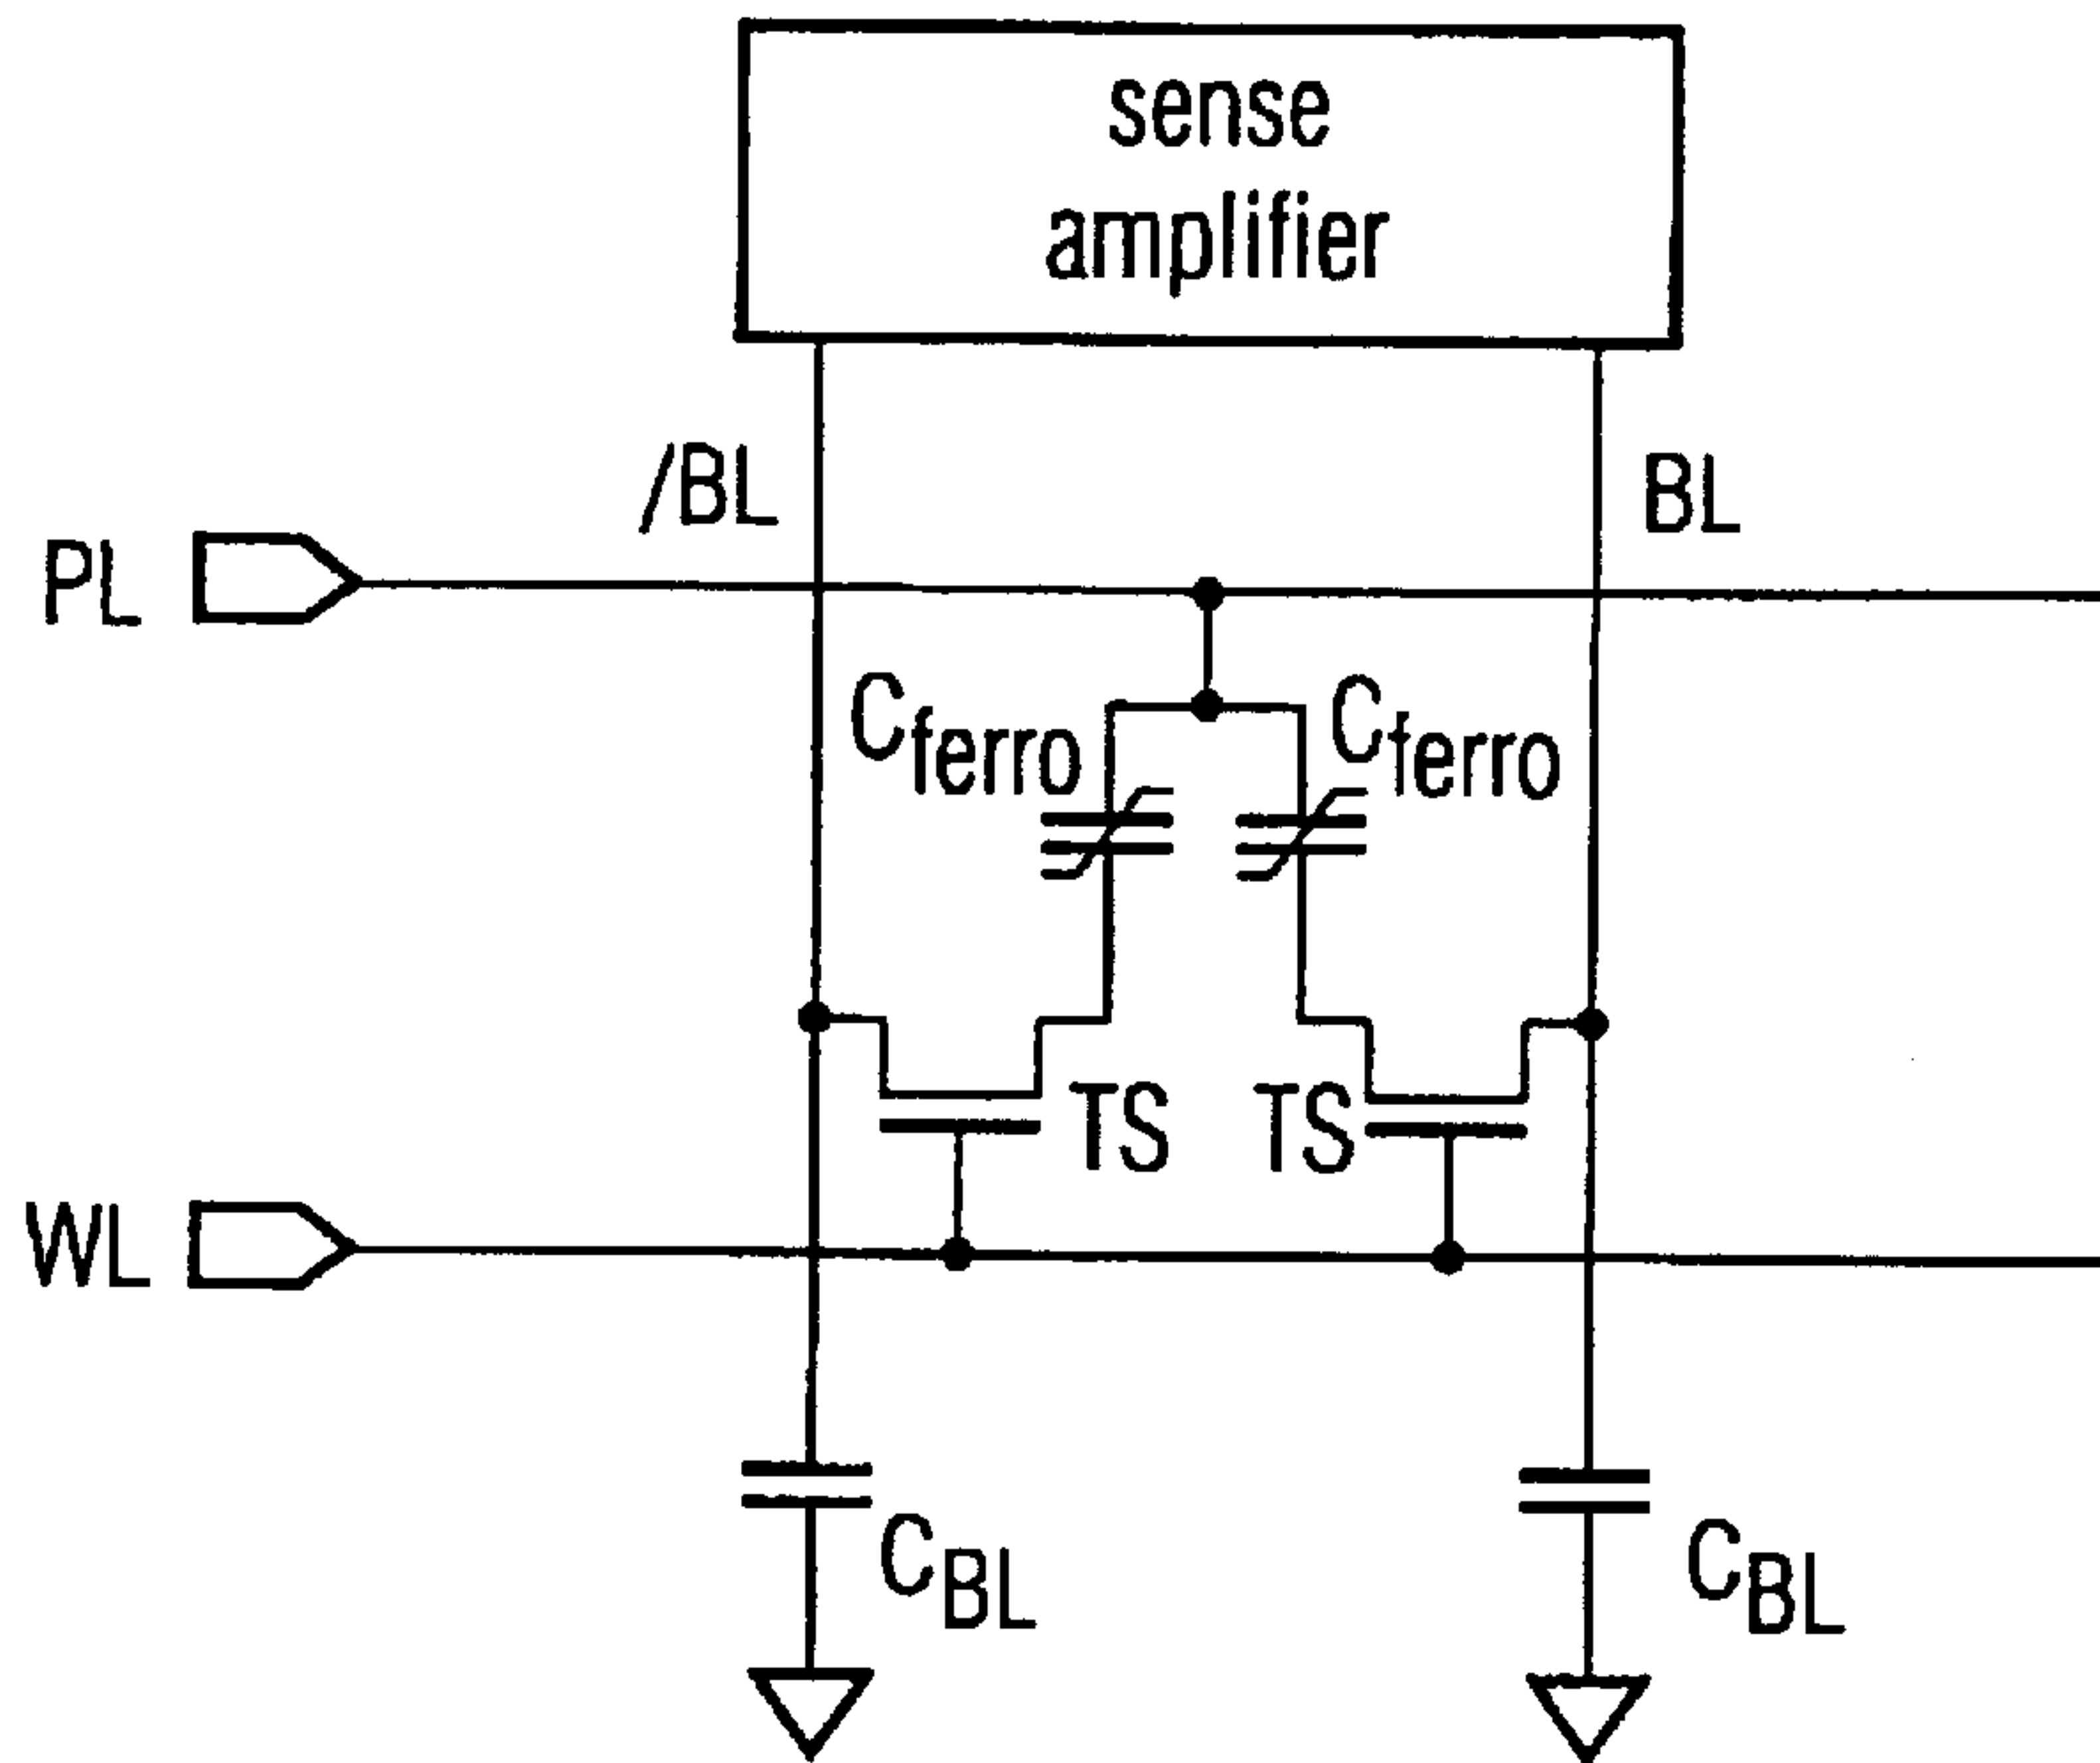 sense
amplifier
/BL
BL
PL
Cferro
Cferro
TS
TS
WL
CBL
CBL